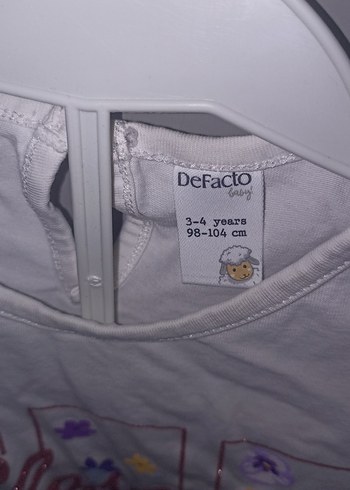 DeFacto
baby!
3-4 years
98-104 cm